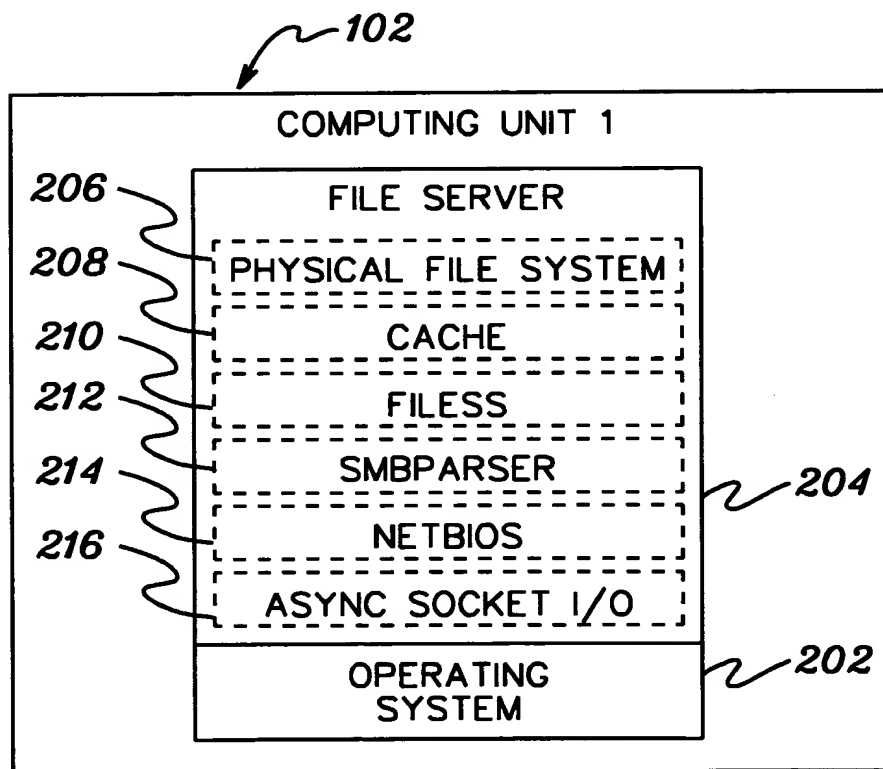 102
COMPUTING UNIT 1
FILE SERVER
206
PHYSICAL FILE SYSTEM
208
CACHE
210
FILESS
212
SMBPARSER
204
214
NETBIOS
216
ASYNC SOCKET I/O
202
OPERATING
SYSTEM